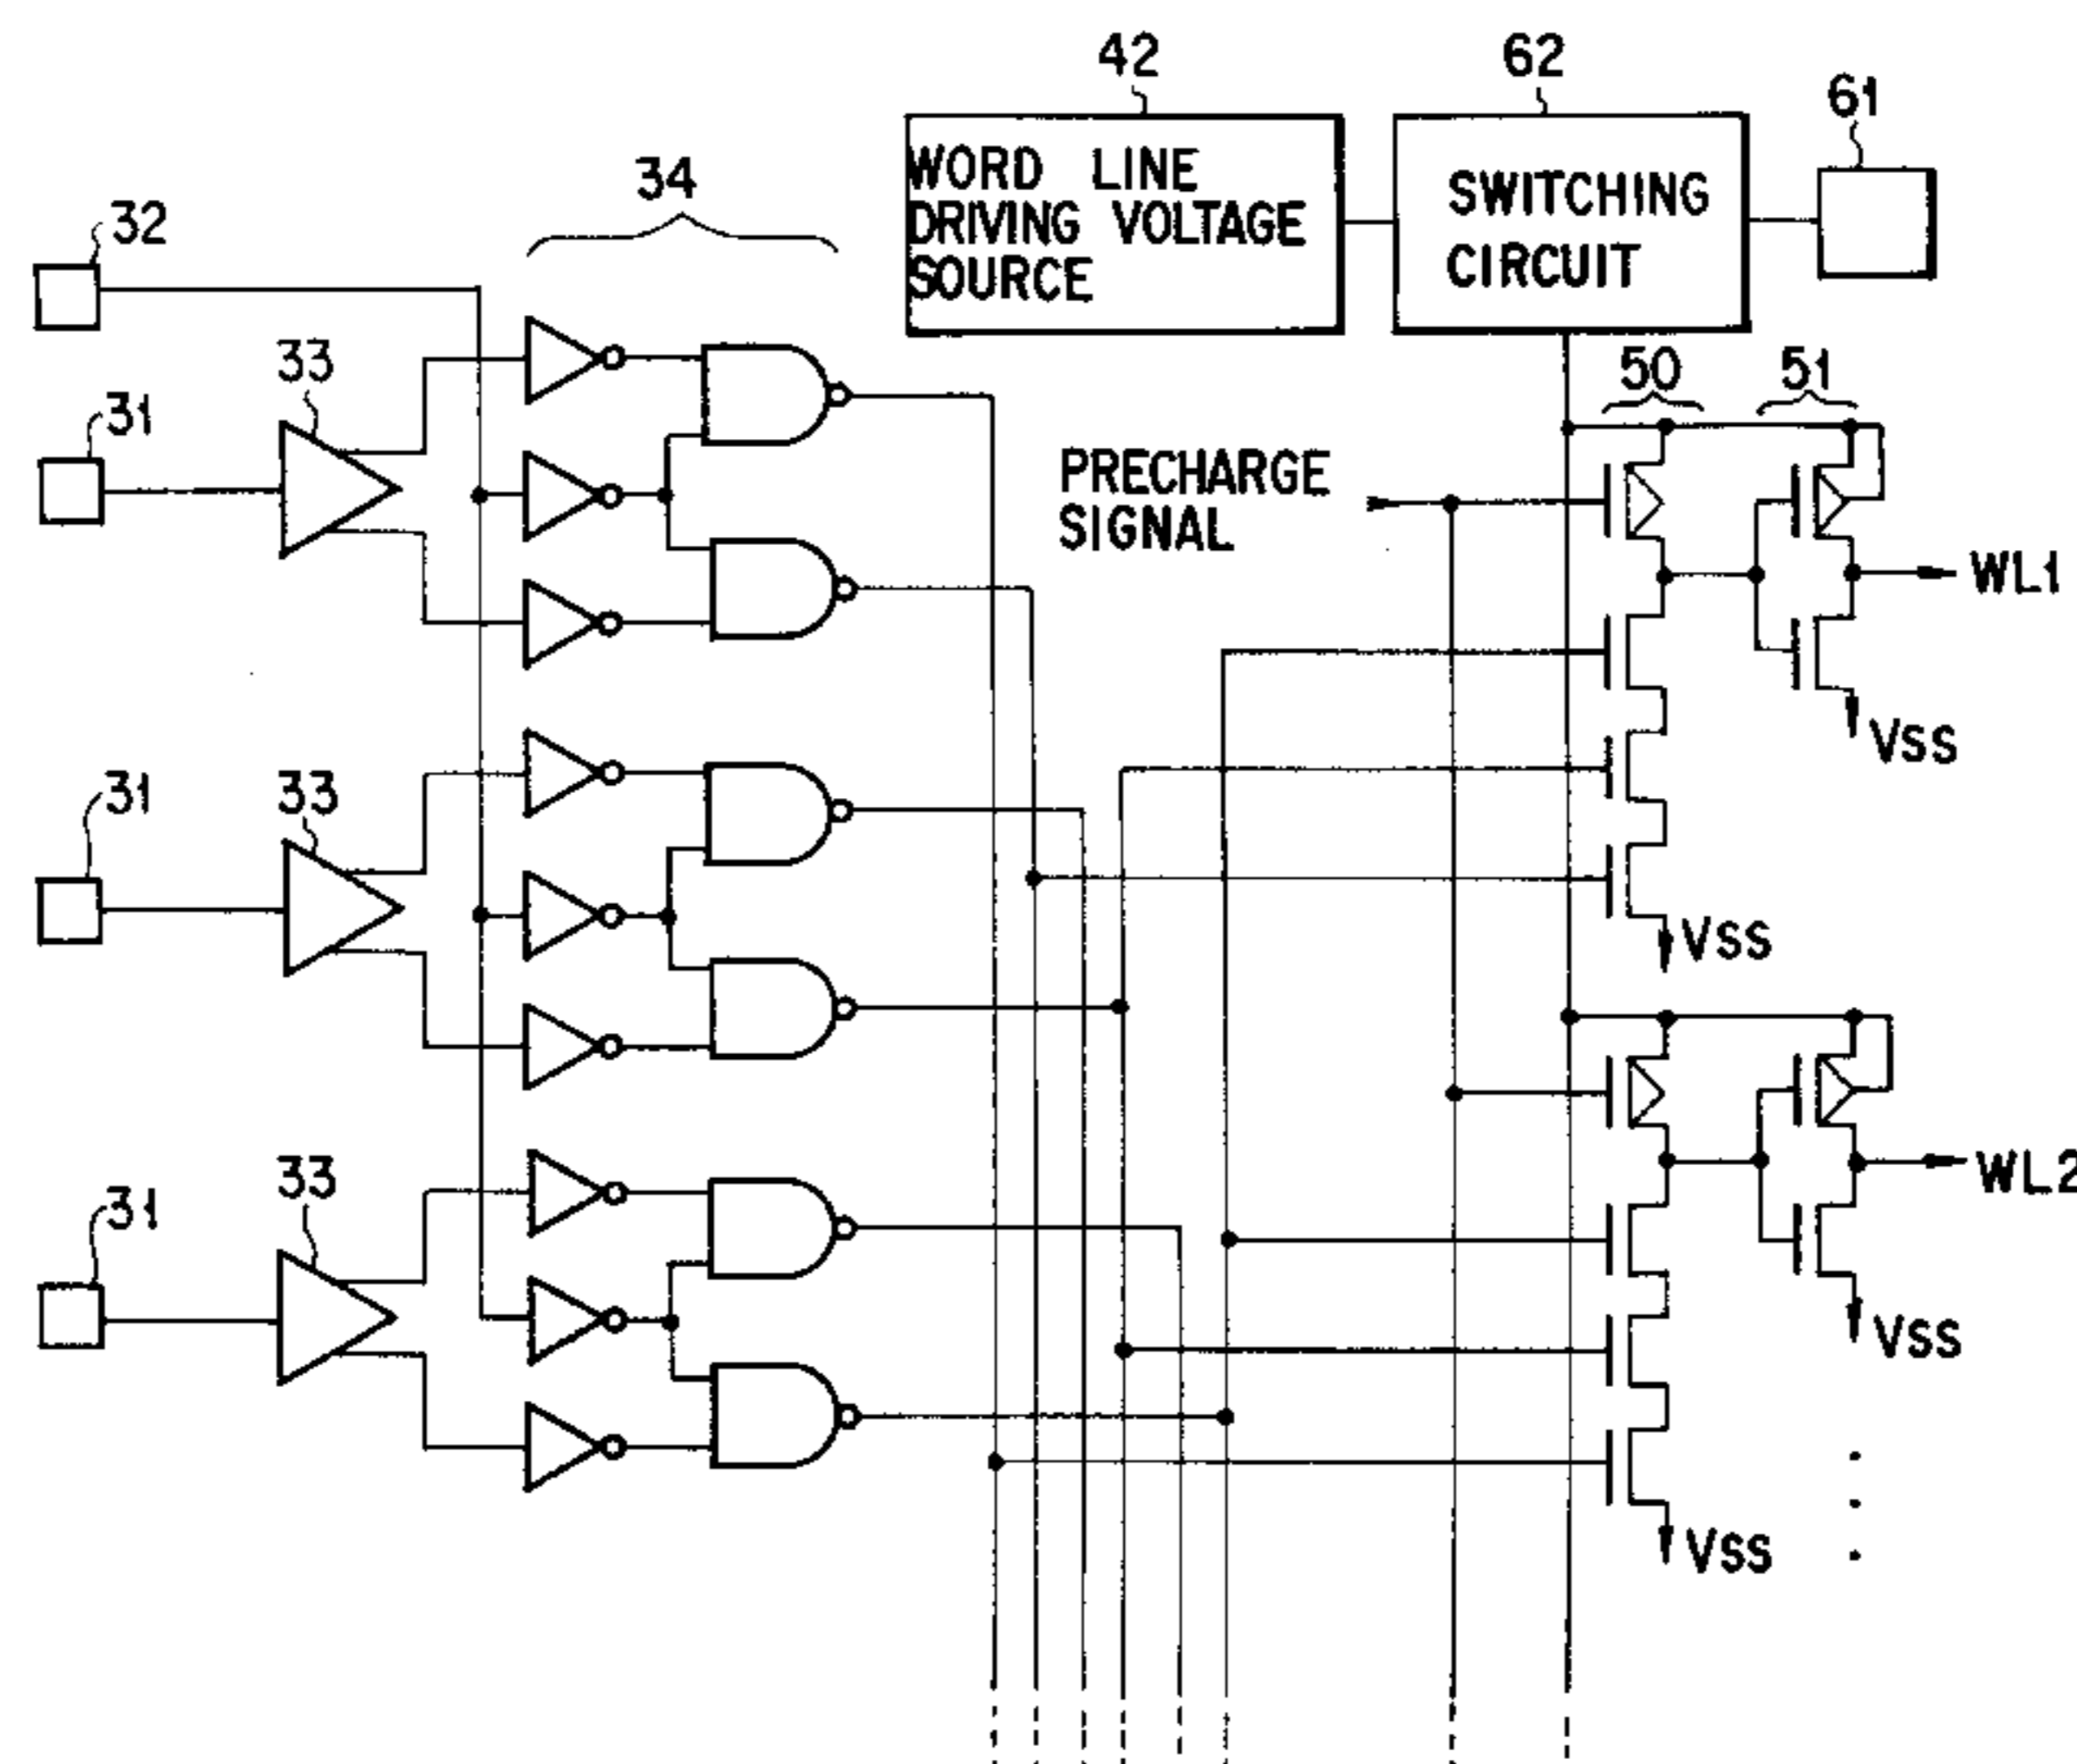 42
62
61
34
WORD LINE
DRIVING VOLTAGE
SOURCE
SWITCHING
CIRCUIT
32
33
31
50
51
PRECHARGE
SIGNAL
WL1
VSS
31
33
VSS
33
31
WL2
VSS
VSS